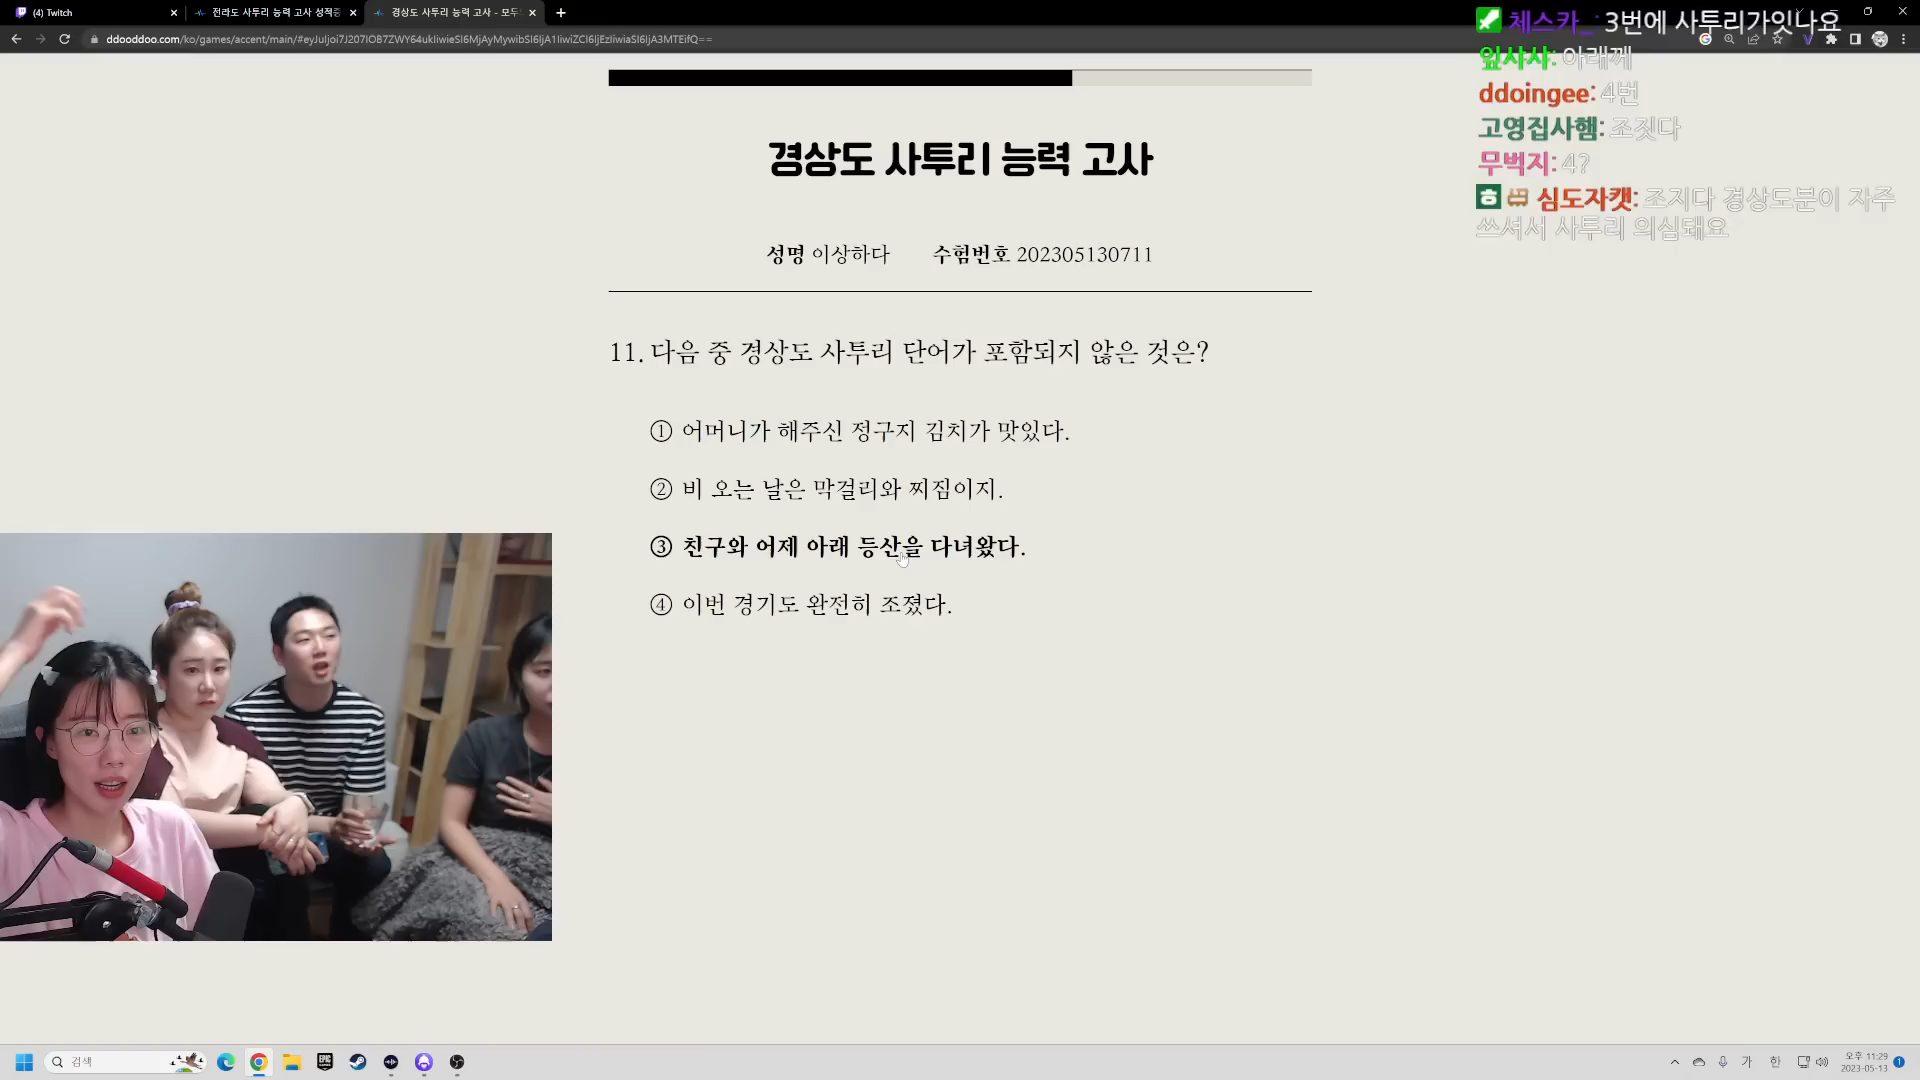 (4) Twitch
전라도 사투리 능력 고사 성적증
경상도 사투리 능력 고사 - 모두
ddooddoo.com/ko/games/accent/main/
경상도 사투리 능력 고사
성명 이상하다 수험번호 202305130711
11. 다음 중 경상도 사투리 단어가 포함되지 않은 것은?
① 어머니가 해주신 정구지 김치가 맛있다.
② 비 오는 날은 막걸리와 찌짐이지.
③ 친구와 어제 아래 등산을 다녀왔다.
④ 이번 경기도 완전히 조졌다.
체스카_: 3번에 사투리가잇나요
잎사샤: 아래께
ddoingee: 4번
고영집사햄: 조짓다
무벅지: 4?
ㅎ 심도자캣: 조지다 경상도분이 자주
쓰셔서 사투리 의심돼요
검색
EPIC
가
한
오후 11:29
2023-05-13
1